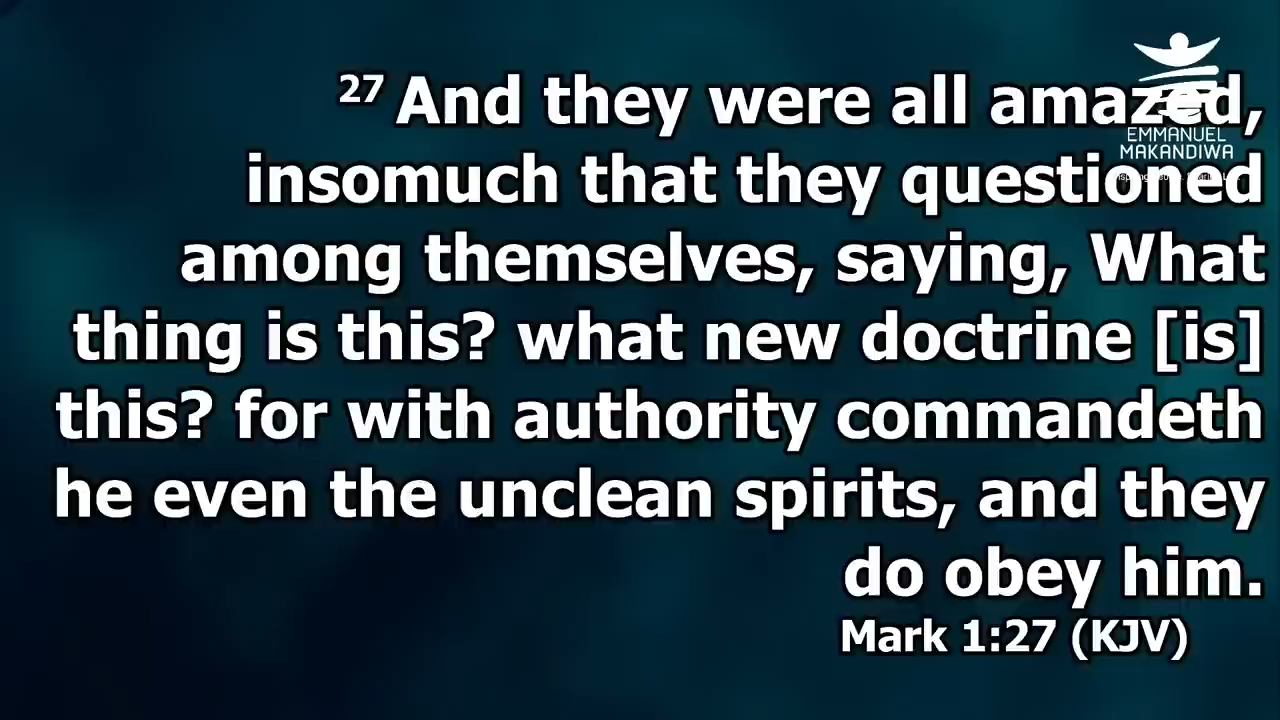 27 And they were all amazed,
insomuch that they questioned
among themselves, saying, What
thing is this? what new doctrine [is]
this? for with authority commandeth
he even the unclean spirits, and they
do obey him.
Mark 1:27 (KJV)
EMMANUEL
MAKANDIWA